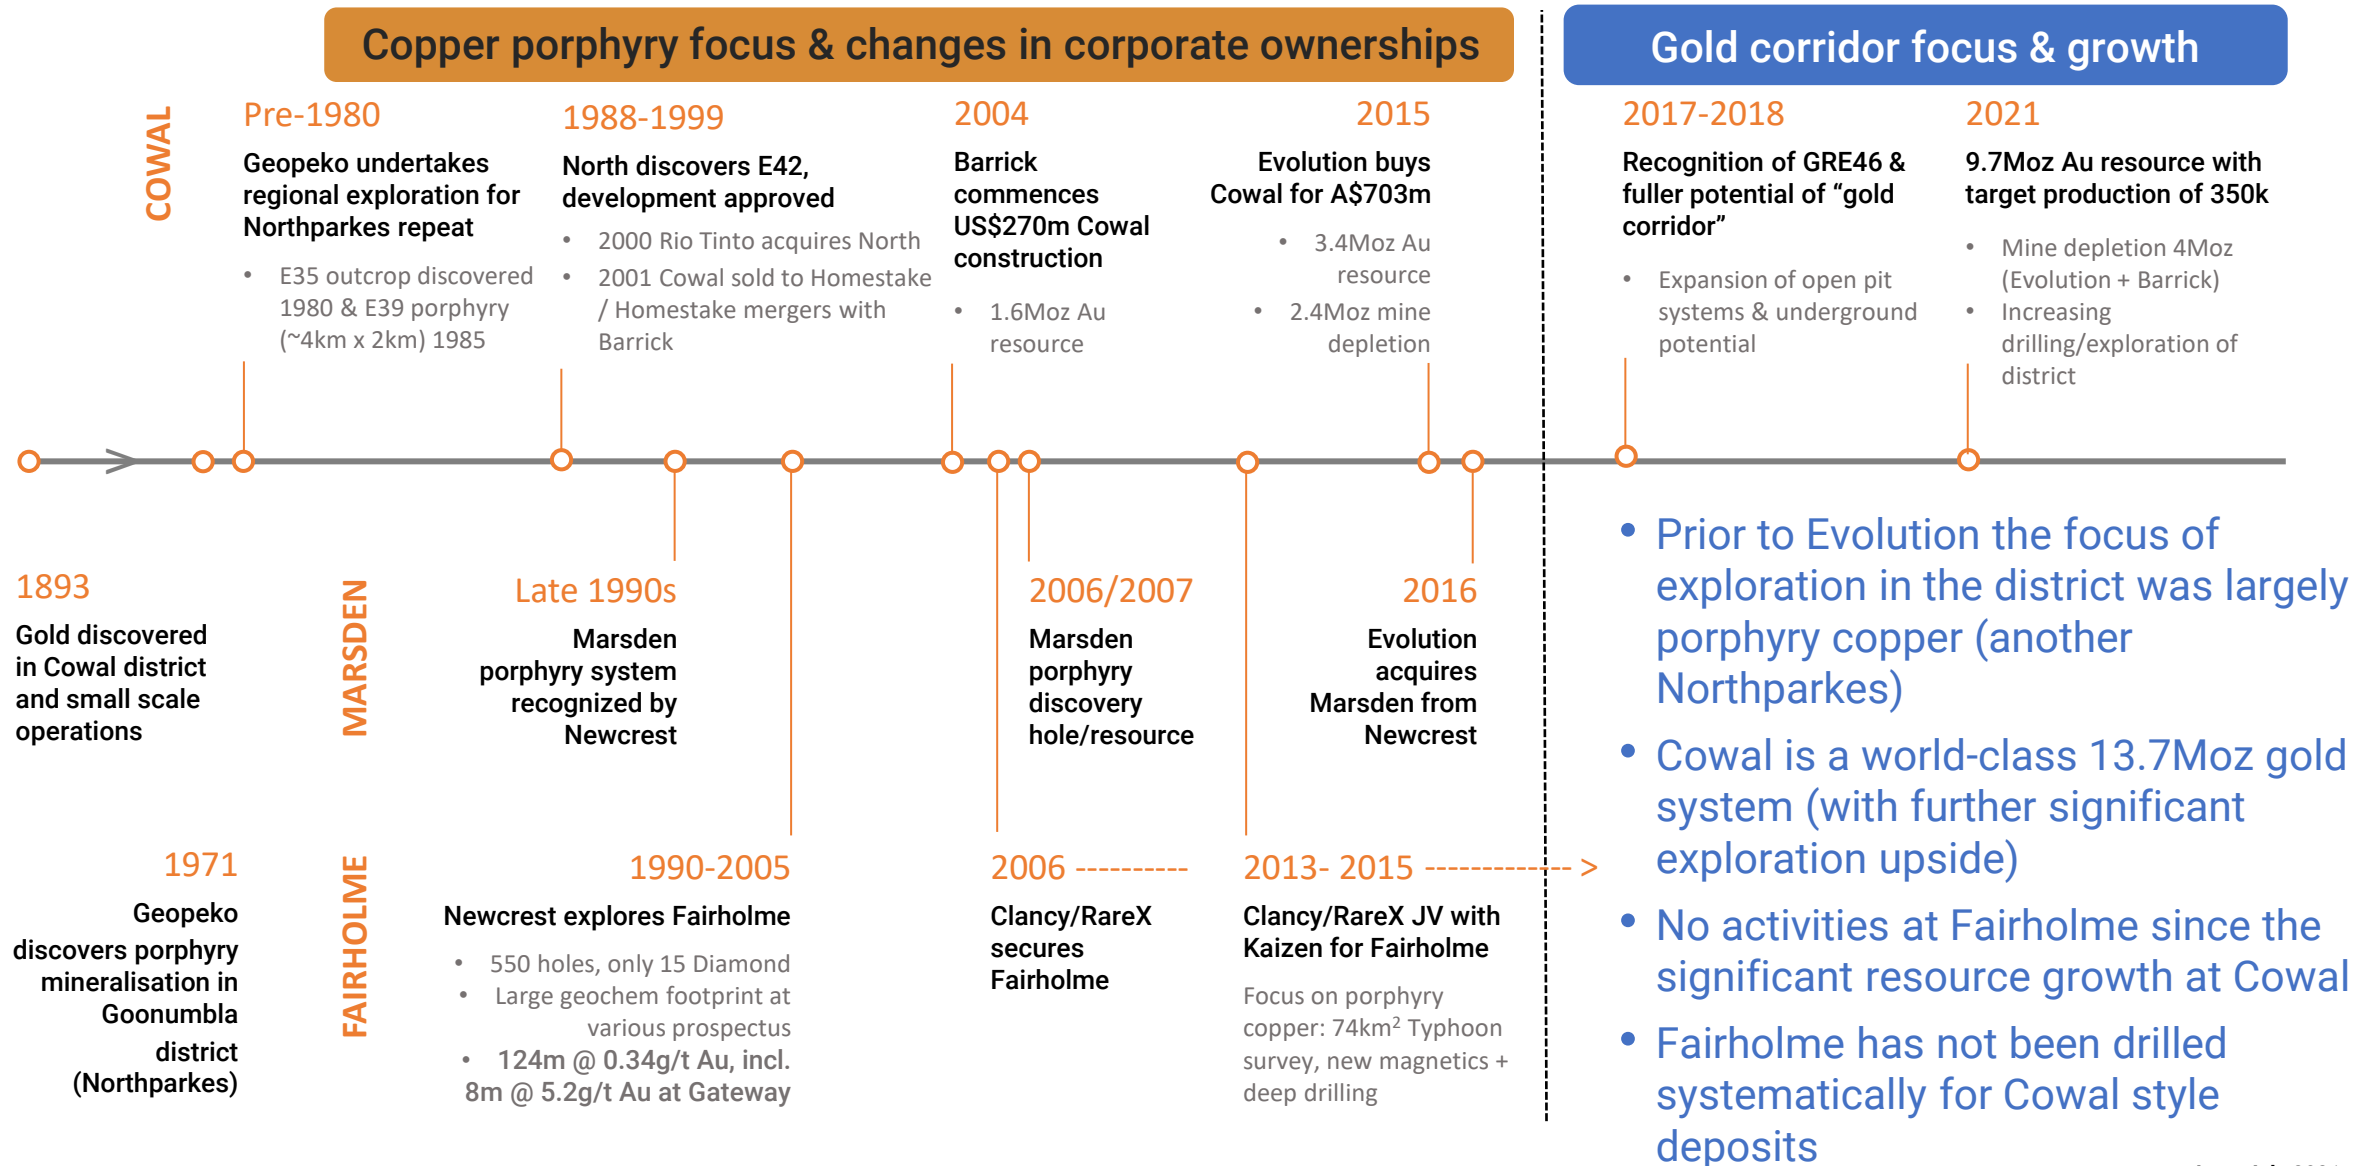 Copper porphyry focus & changes in corporate ownerships
Gold corridor focus & growth
COWAL
Pre-1980
Geopeko undertakes
regional exploration for
Northparkes repeat
• E35 outcrop discovered
1980 & E39 porphyry
(~4km x 2km) 1985
1988-1999
North discovers E42,
development approved
• 2000 Rio Tinto acquires North
• 2001 Cowal sold to Homestake
/ Homestake mergers with
Barrick
2004
Barrick
commences
US$270m Cowal
construction
• 1.6Moz Au
resource
2015
Evolution buys
Cowal for A$703m
• 3.4Moz Au
resource
• 2.4Moz mine
depletion
2017-2018
Recognition of GRE46 &
fuller potential of “gold
corridor”
• Expansion of open pit
systems & underground
potential
2021
9.7Moz Au resource with
target production of 350k
• Mine depletion 4Moz
(Evolution + Barrick)
• Increasing
drilling/exploration of
district
1893
Gold discovered
in Cowal district
and small scale
operations
MARSDEN
Late 1990s
Marsden
porphyry system
recognized by
Newcrest
2006/2007
Marsden
porphyry
discovery
hole/resource
2016
Evolution
acquires
Marsden from
Newcrest
1971
Geopeko
discovers porphyry
mineralisation in
Goonumbla
district
(Northparkes)
FAIRHOLME
1990-2005
Newcrest explores Fairholme
• 550 holes, only 15 Diamond
• Large geochem footprint at
various prospectus
• 124m @ 0.34g/t Au, incl.
8m @ 5.2g/t Au at Gateway
2006 ----------
Clancy/RareX
secures
Fairholme
2013- 2015 ------------- >
Clancy/RareX JV with
Kaizen for Fairholme
Focus on porphyry
copper: 74km² Typhoon
survey, new magnetics +
deep drilling
• Prior to Evolution the focus of
exploration in the district was largely
porphyry copper (another
Northparkes)
• Cowal is a world-class 13.7Moz gold
system (with further significant
exploration upside)
• No activities at Fairholme since the
significant resource growth at Cowal
• Fairholme has not been drilled
systematically for Cowal style
deposits